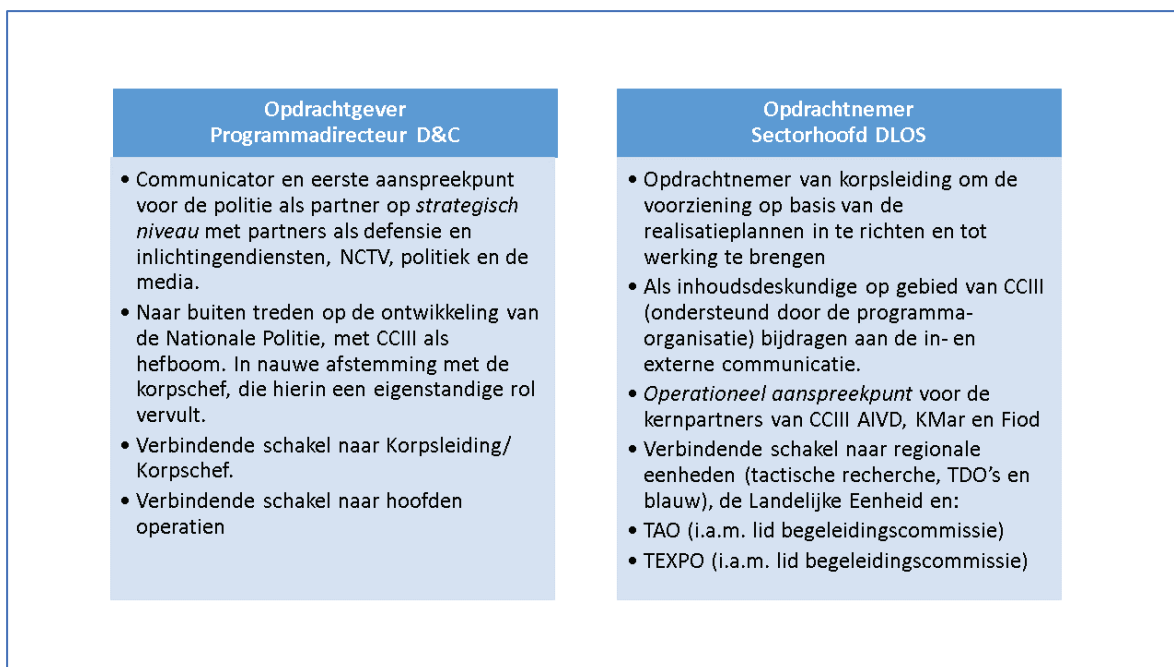 Opdrachtgever
Programmadirecteur D&C
• Communicator en eerste aanspreekpunt
voor de politie als partner op strategisch
niveau met partners als defensie en
inlichtingendiensten, NCTV, politiek en de
media.
• Naar buiten treden op de ontwikkeling van
de Nationale Politie, met CCIII als
hefboom. In nauwe afstemming met de
korpschef, die hierin een eigenstandige rol
vervult.
• Verbindende schakel naar Korpsleiding/
Korpschef.
• Verbindende schakel naar hoofden
operatien
Opdrachtnemer
Sectorhoofd DLOS
• Opdrachtnemer van korpsleiding om de
voorziening op basis van de
realisatieplannen in te richten en tot
werking te brengen
• Als inhoudsdeskundige op gebied van CCIII
(ondersteund door de programma-
organisatie) bijdragen aan de in- en
externe communicatie.
• Operationeel aanspreekpunt voor de
kernpartners van CCIII AIVD, KMar en Fiod
• Verbindende schakel naar regionale
eenheden (tactische recherche, TDO’s en
blauw), de Landelijke Eenheid en:
• TAO (i.a.m. lid begeleidingscommissie)
• TEXPO (i.a.m. lid begeleidingscommissie)